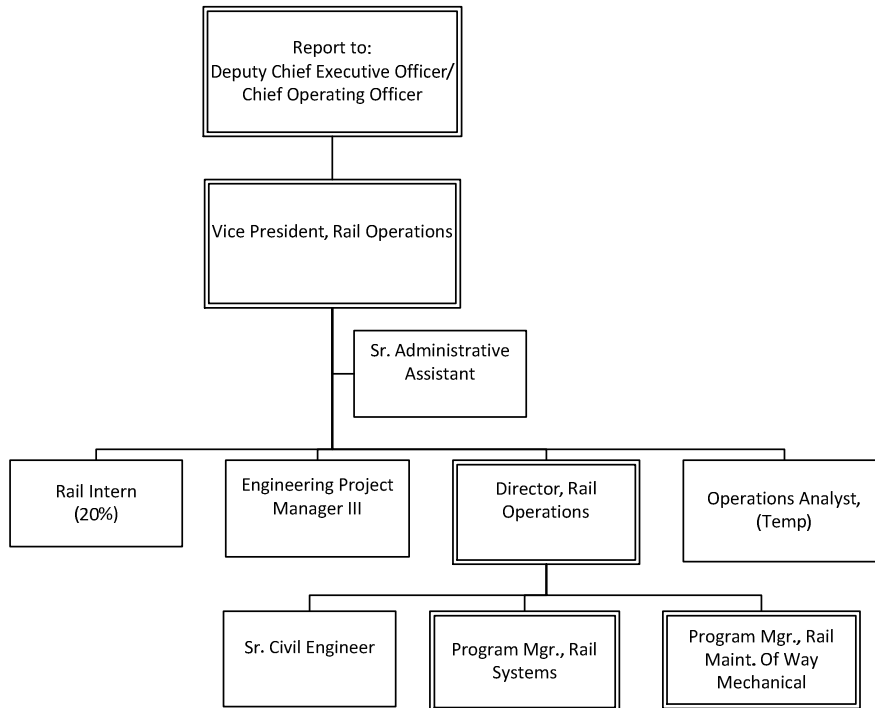 Report to:
Deputy Chief Executive Officer/
Chief Operating Officer
Vice President, Rail Operations
Sr. Administrative
Assistant
Rail Intern
(20%)
Engineering Project
Manager III
Director, Rail
Operations
Operations Analyst,
(Temp)
Sr. Civil Engineer
Program Mgr., Rail
Systems
Program Mgr., Rail
Maint. Of Way
Mechanical